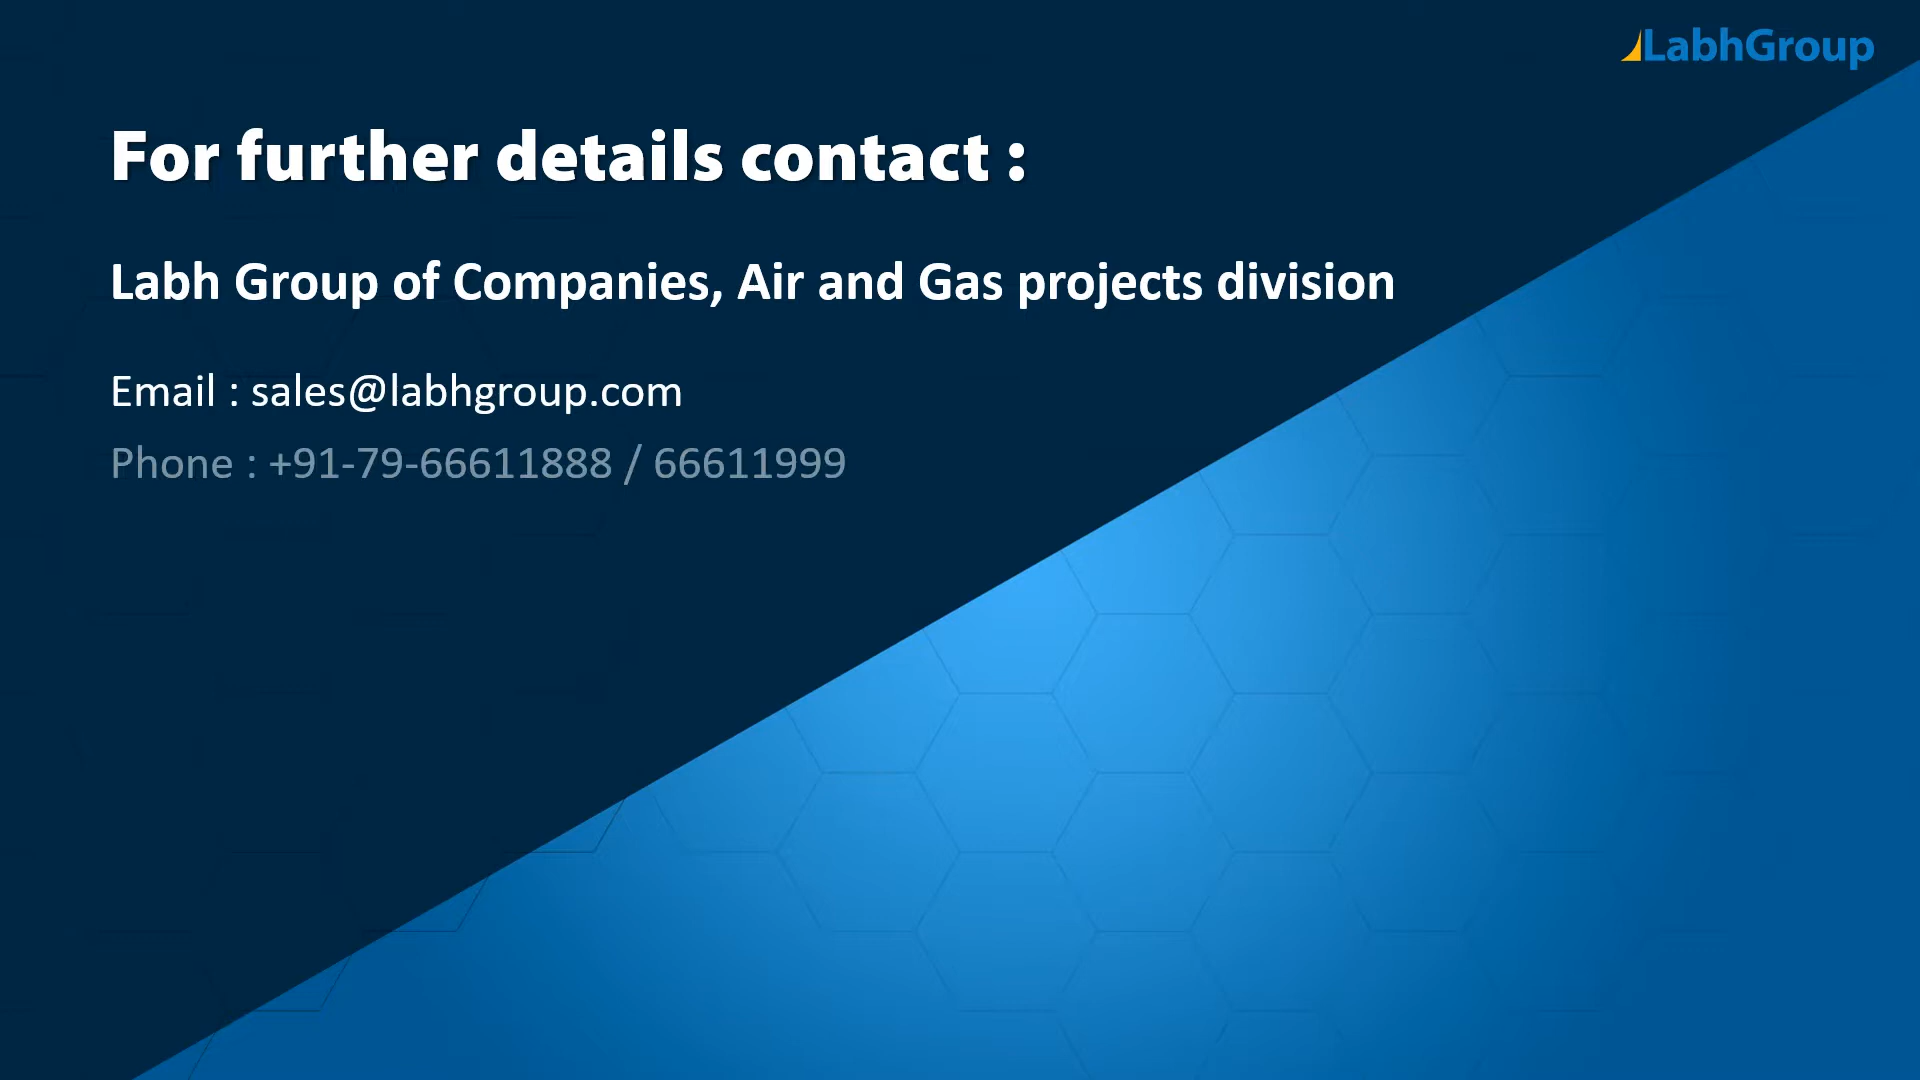 LabhGroup
For further details contact :
Labh Group of Companies, Air and Gas projects division
Email : sales@labhgroup.com
Phone : +91-79-66611888 / 66611999